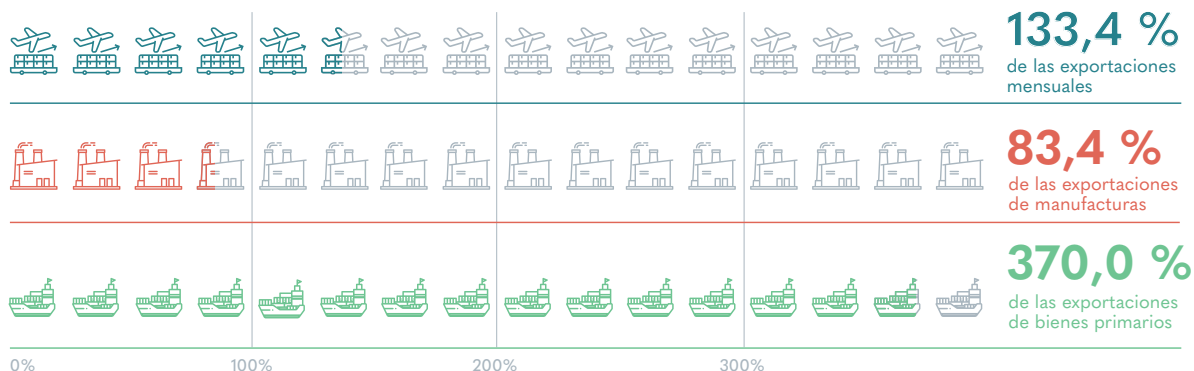 133,4 %
de las exportaciones
mensuales
83,4 %
de las exportaciones
de manufacturas
370,0 %
de las exportaciones
de bienes primarios
0% 100% 200% 300%